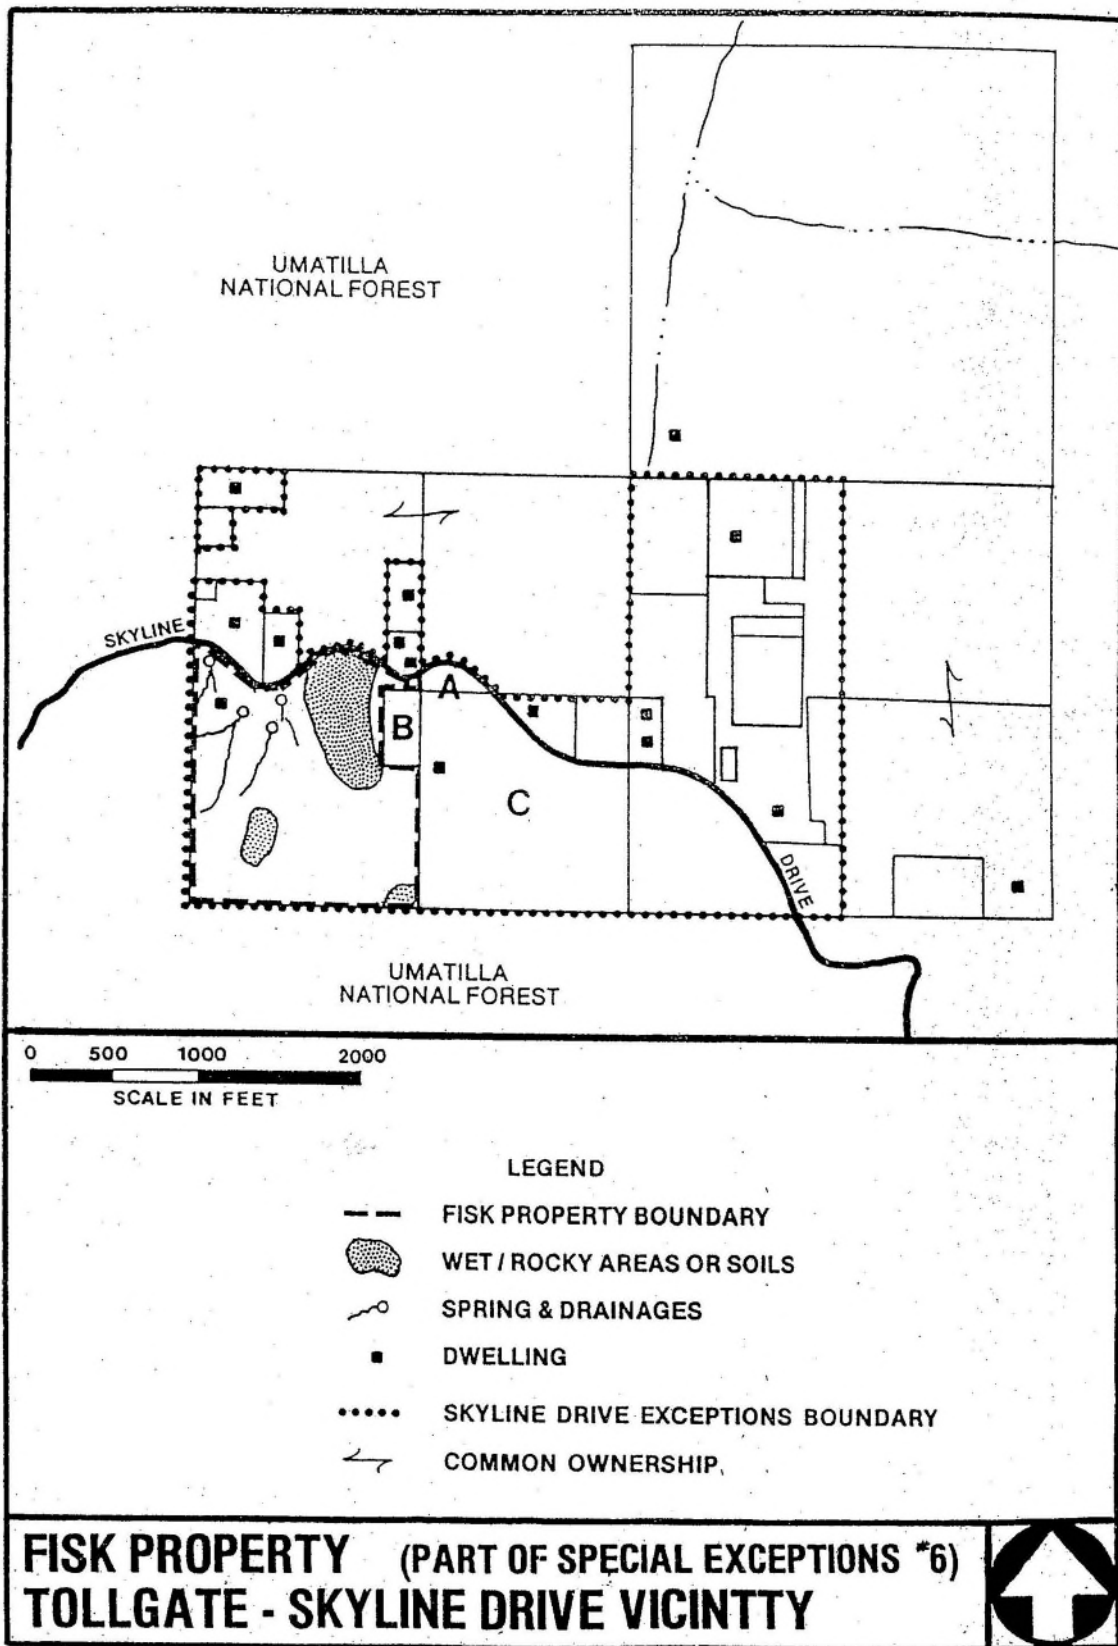 UMATILLA
NATIONAL FOREST
SKYLINE
A
B
C
DRIVE
UMATILLA
NATIONAL FOREST
0 500 1000 2000
SCALE IN FEET
LEGEND
FISK PROPERTY BOUNDARY
WET / ROCKY AREAS OR SOILS
SPRING & DRAINAGES
DWELLING
SKYLINE DRIVE EXCEPTIONS BOUNDARY
COMMON OWNERSHIP
FISK PROPERTY (PART OF SPECIAL EXCEPTIONS #6)
TOLLGATE - SKYLINE DRIVE VICINTTY